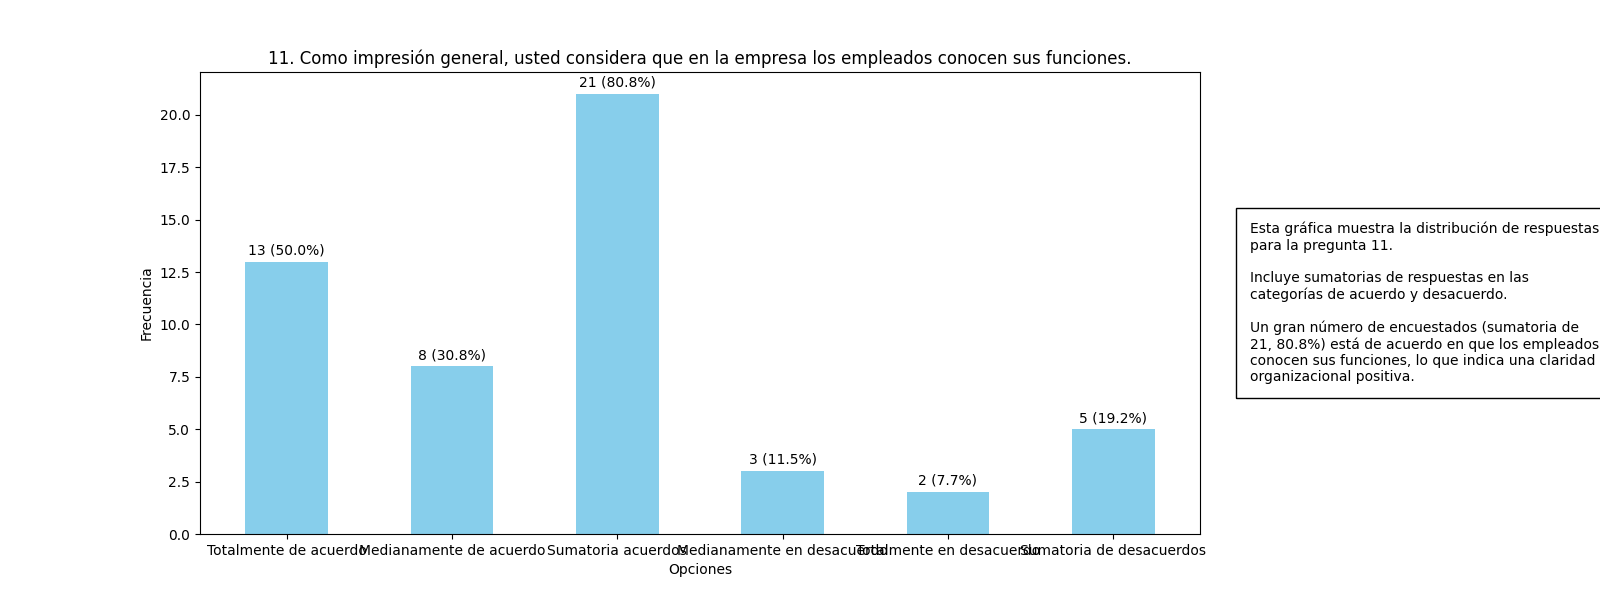 11. Como impresión general, usted considera que en la empresa los empleados conocen sus funciones.
21 (80.8%)
13 (50.0%)
8 (30.8%)
5 (19.2%)
3 (11.5%)
2 (7.7%)
Frecuencia
20.0
17.5
15.0
12.5
10.0
7.5
5.0
2.5
0.0
Totalmente de acuerdo
Medianamente de acuerdo
Sumatoria acuerdos
Medianamente en desacuerdo
Totalmente en desacuerdo
Sumatoria de desacuerdos
Opciones
Esta gráfica muestra la distribución de respuestas
para la pregunta 11.
Incluye sumatorias de respuestas en las
categorías de acuerdo y desacuerdo.
Un gran número de encuestados (sumatoria de
21, 80.8%) está de acuerdo en que los empleados
conocen sus funciones, lo que indica una claridad
organizacional positiva.